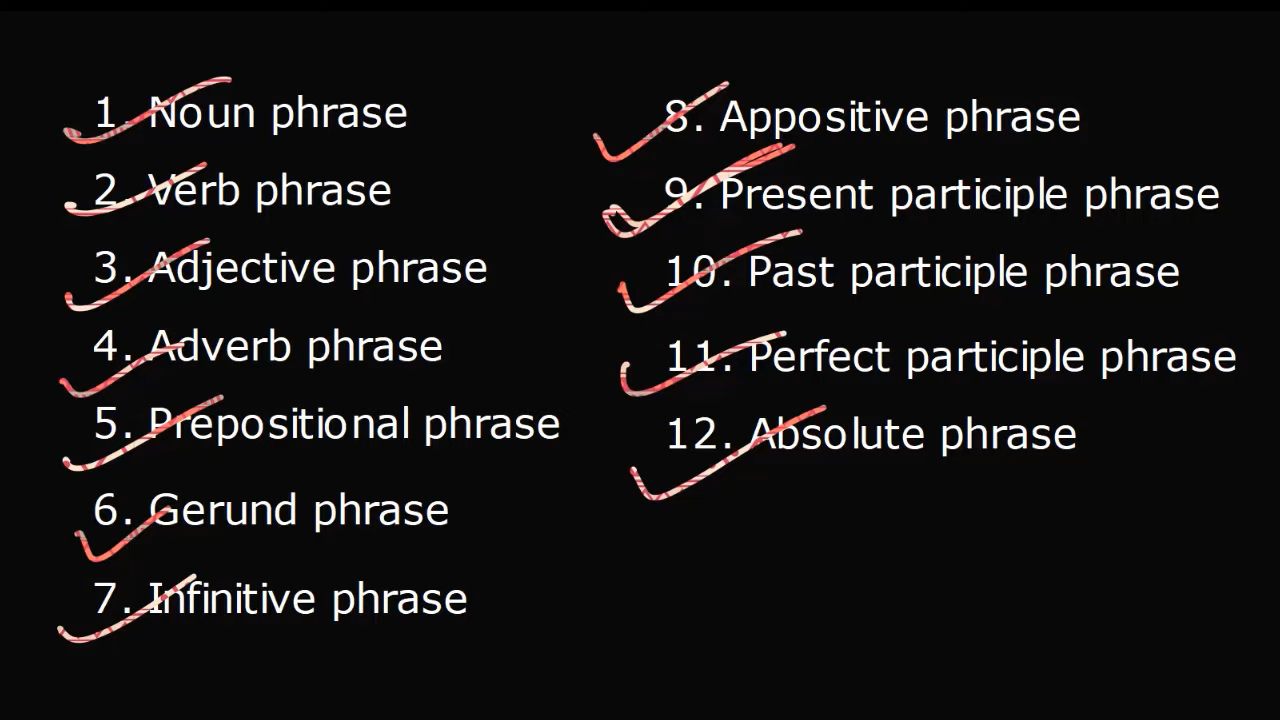 1. Noun phrase
2. Verb phrase
3. Adjective phrase
4. Adverb phrase
5. Prepositional phrase
6. Gerund phrase
7. Infinitive phrase
8. Appositive phrase
9. Present participle phrase
10. Past participle phrase
11. Perfect participle phrase
12. Absolute phrase